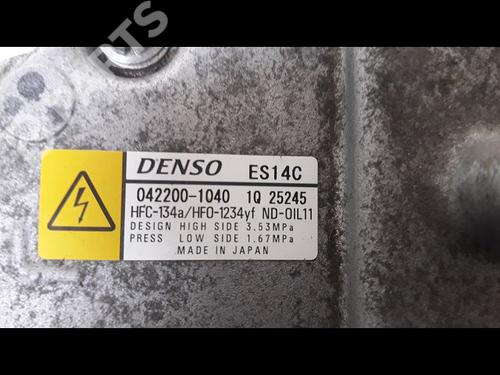 DENSO ES14C
042200-1040 1Q 25245
HFC-134a/HFO-1234yf ND-OIL11
DESIGN HIGH SIDE 3.53MPa
PRESS LOW SIDE 1.67MPa
MADE IN JAPAN